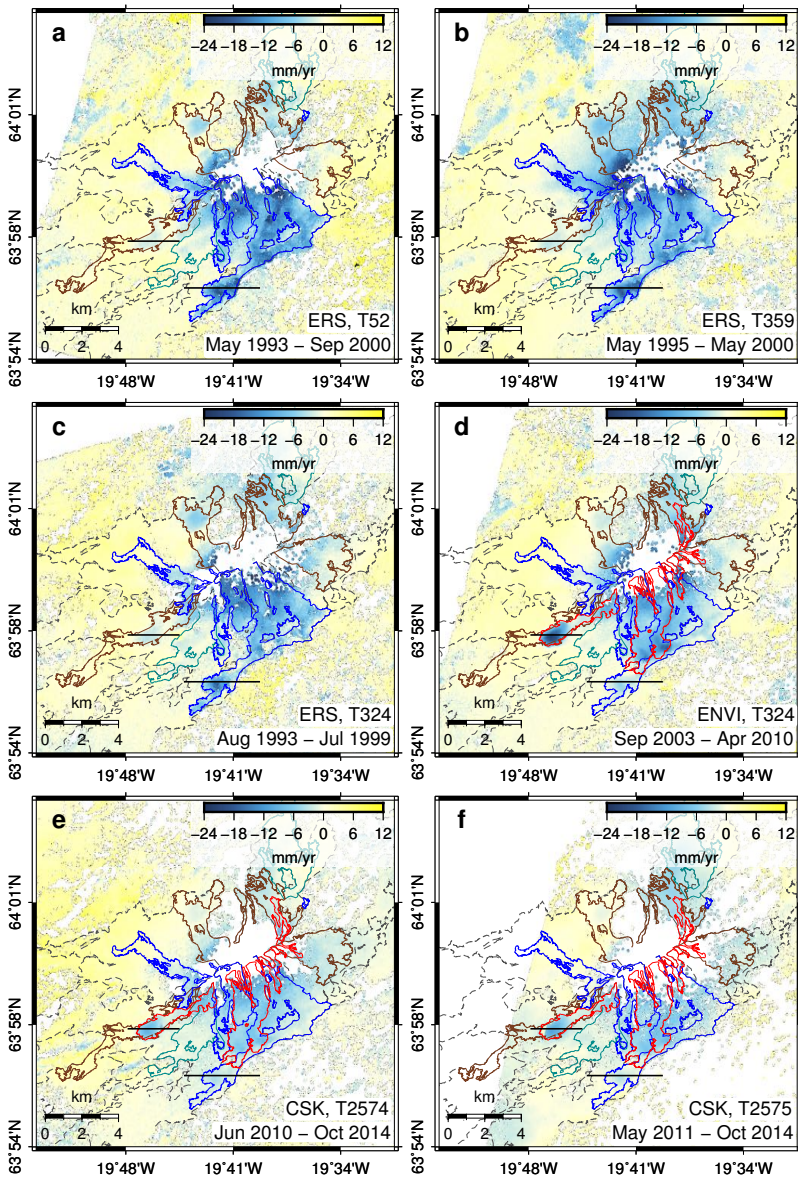 a
−24 −18 −12 −6 0 6 12
mm/yr
64°01'N
63°58'N
63°54'N
km
0 2 4
ERS, T52
May 1993 − Sep 2000
19°48'W 19°41'W 19°34'W
b
−24 −18 −12 −6 0 6 12
mm/yr
km
0 2 4
ERS, T359
May 1995 − May 2000
19°48'W 19°41'W 19°34'W
c
−24 −18 −12 −6 0 6 12
mm/yr
64°01'N
63°58'N
63°54'N
km
0 2 4
ERS, T324
Aug 1993 − Jul 1999
19°48'W 19°41'W 19°34'W
d
−24 −18 −12 −6 0 6 12
mm/yr
km
0 2 4
ENVI, T324
Sep 2003 − Apr 2010
19°48'W 19°41'W 19°34'W
e
−24 −18 −12 −6 0 6 12
mm/yr
64°01'N
63°58'N
63°54'N
km
0 2 4
CSK, T2574
Jun 2010 − Oct 2014
19°48'W 19°41'W 19°34'W
f
−24 −18 −12 −6 0 6 12
mm/yr
km
0 2 4
CSK, T2575
May 2011 − Oct 2014
19°48'W 19°41'W 19°34'W